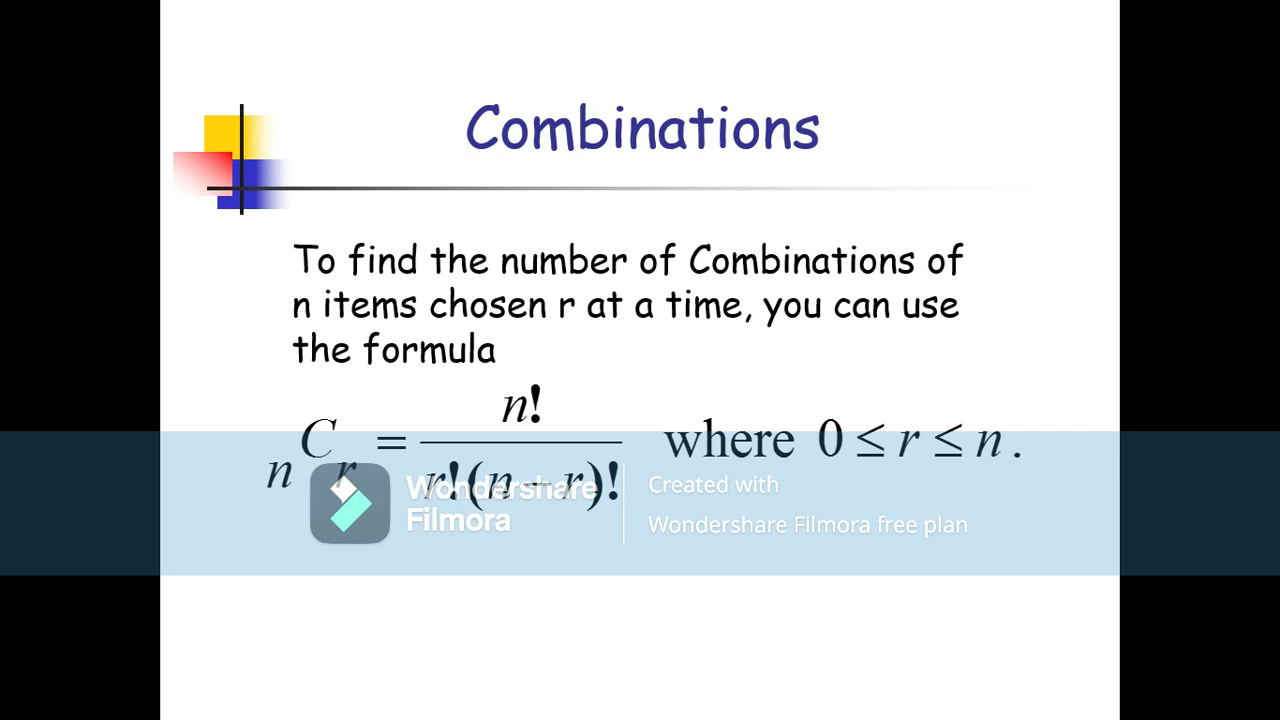 Combinations
To find the number of Combinations of
n items chosen r at a time, you can use
the formula
nCr = n! / r!(n − r)! where 0 ≤ r ≤ n.
Wondershare
Filmora
Created with
Wondershare Filmora free plan